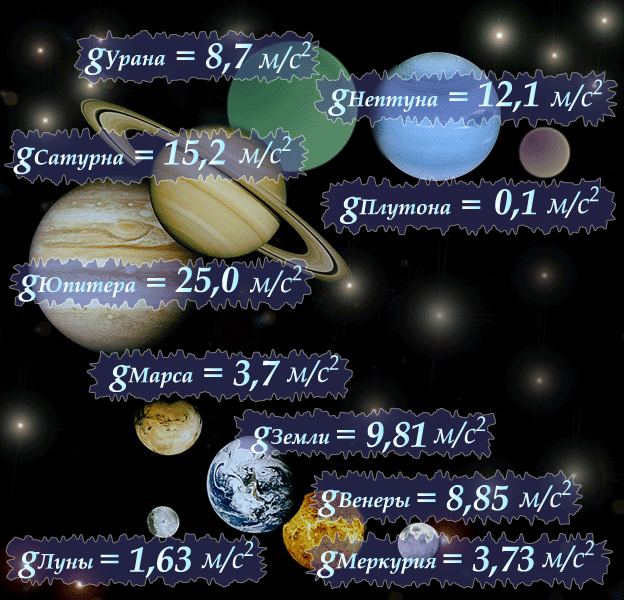 gУрана = 8,7 м/с²
gНептуна = 12,1 м/с²
gСатурна = 15,2 м/с²
gПлутона = 0,1 м/с²
gЮпитера = 25,0 м/с²
gМарса = 3,7 м/с²
gЗемли = 9,81 м/с²
gВенеры = 8,85 м/с²
gЛуны = 1,63 м/с²
gМеркурия = 3,73 м/с²